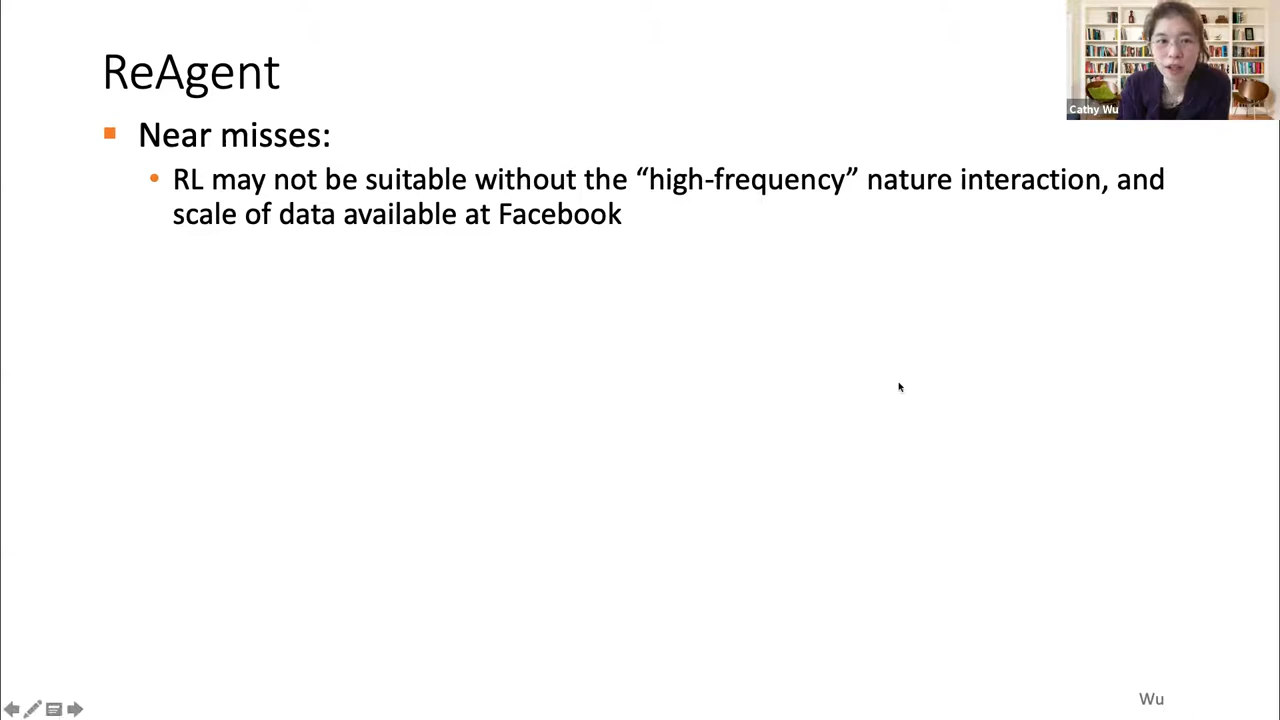 ReAgent
Near misses:
RL may not be suitable without the “high-frequency” nature interaction, and
scale of data available at Facebook
Cathy Wu
Wu